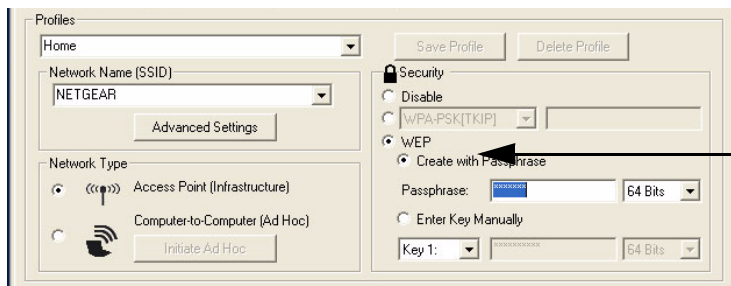 Profiles
Home
Save Profile Delete Profile
Network Name (SSID)
NETGEAR
Advanced Settings
Security
Disable
WPA-PSK[TKIP]
WEP
Create with Passphrase
Passphrase: xxxxxxx 64 Bits
Enter Key Manually
Key 1: xxxxxxxxxx 64 Bits
Network Type
Access Point (Infrastructure)
Computer-to-Computer (Ad Hoc)
Initiate Ad Hoc